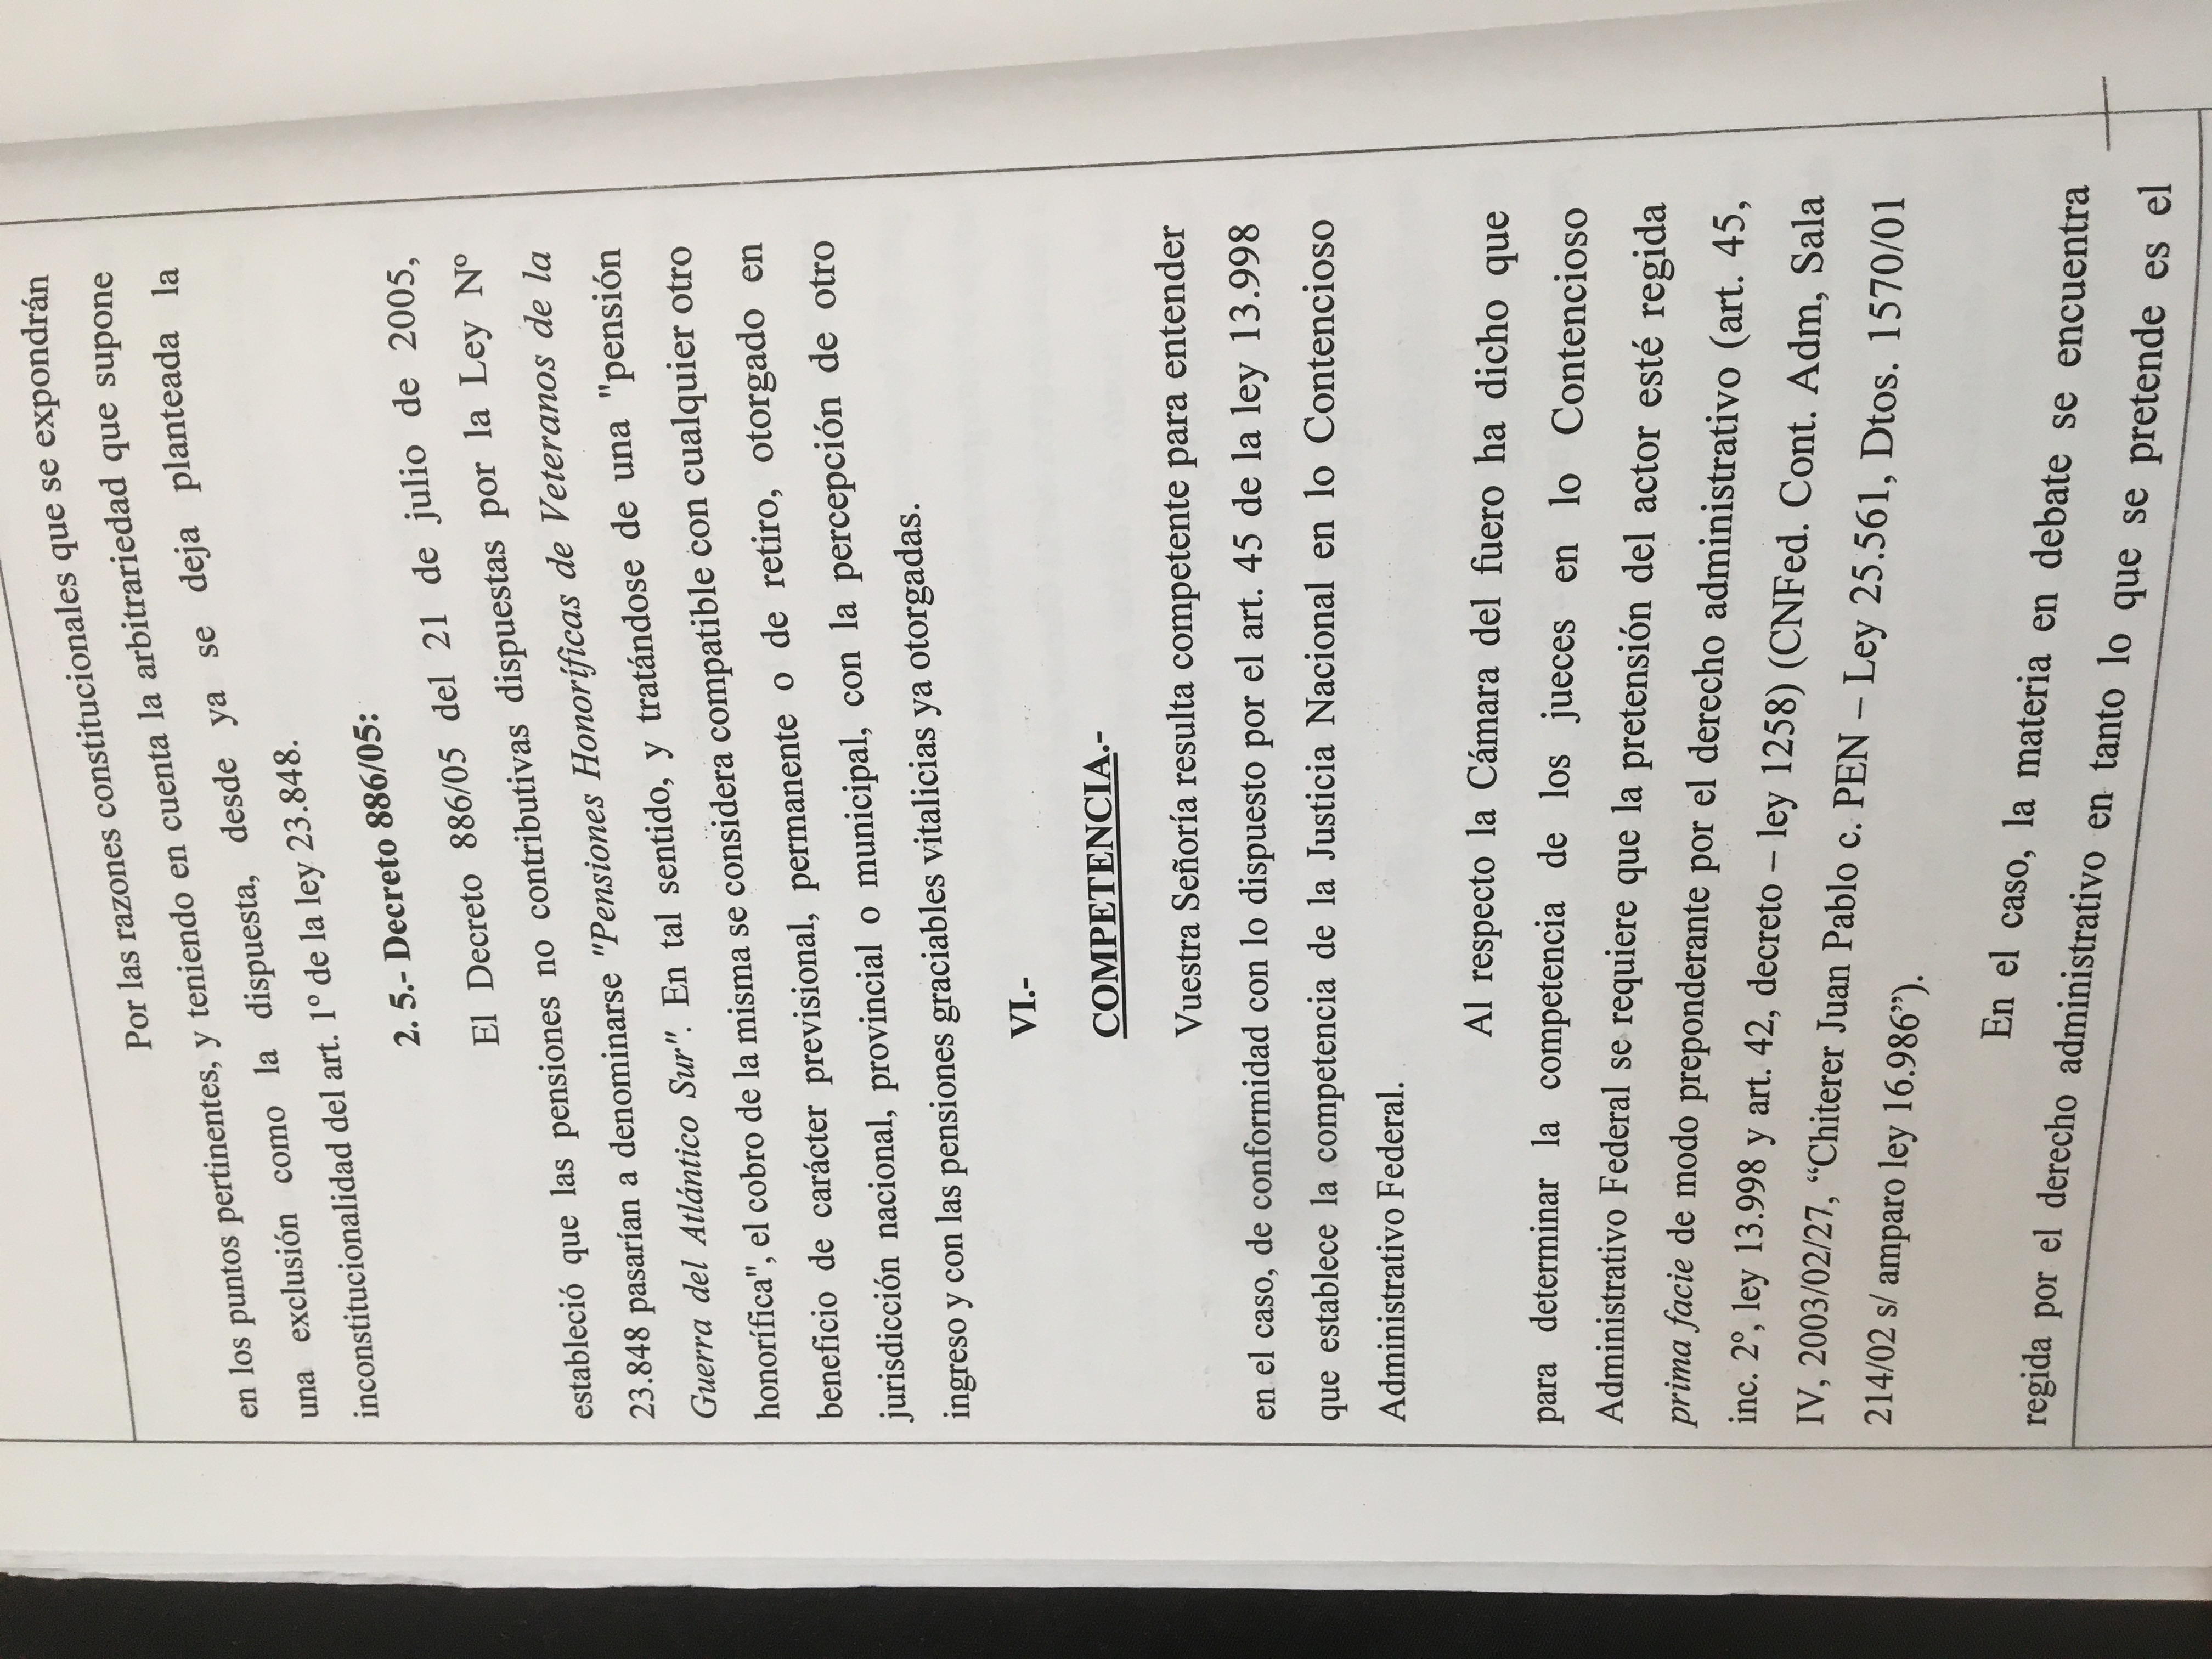 Por las razones constitucionales que se expondrán
en los puntos pertinentes, y teniendo en cuenta la arbitrariedad que supone
una exclusión como la dispuesta, desde ya se deja planteada la
inconstitucionalidad del art. 1º de la ley 23.848.
2. 5.- Decreto 886/05:
El Decreto 886/05 del 21 de julio de 2005,
estableció que las pensiones no contributivas dispuestas por la Ley Nº
23.848 pasarían a denominarse "Pensiones Honoríficas de Veteranos de la
Guerra del Atlántico Sur". En tal sentido, y tratándose de una "pensión
honorífica", el cobro de la misma se considera compatible con cualquier otro
beneficio de carácter previsional, permanente o de retiro, otorgado en
jurisdicción nacional, provincial o municipal, con la percepción de otro
ingreso y con las pensiones graciables vitalicias ya otorgadas.
VI.-
COMPETENCIA.-
Vuestra Señoría resulta competente para entender
en el caso, de conformidad con lo dispuesto por el art. 45 de la ley 13.998
que establece la competencia de la Justicia Nacional en lo Contencioso
Administrativo Federal.
Al respecto la Cámara del fuero ha dicho que
para determinar la competencia de los jueces en lo Contencioso
Administrativo Federal se requiere que la pretensión del actor esté regida
prima facie de modo preponderante por el derecho administrativo (art. 45,
inc. 2º, ley 13.998 y art. 42, decreto – ley 1258) (CNFed. Cont. Adm, Sala
IV, 2003/02/27, “Chiterer Juan Pablo c. PEN – Ley 25.561, Dtos. 1570/01
214/02 s/ amparo ley 16.986”).
En el caso, la materia en debate se encuentra
regida por el derecho administrativo en tanto lo que se pretende es el